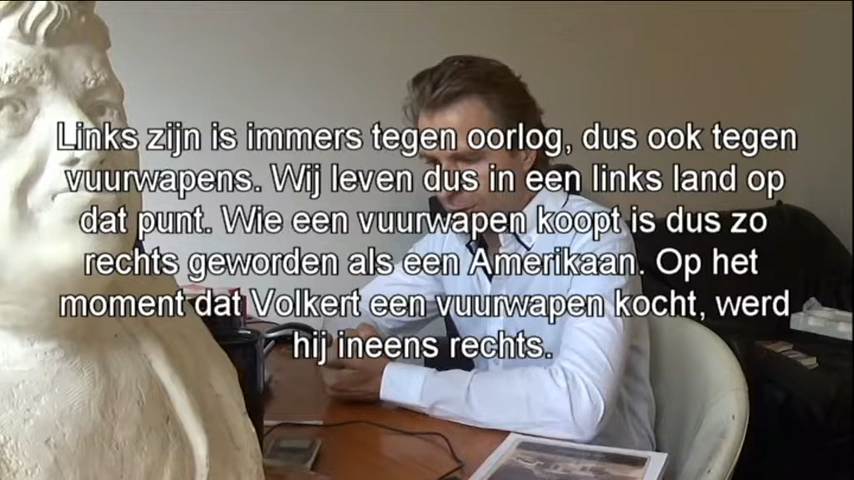 Links zijn is immers tegen oorlog, dus ook tegen
vuurwapens. Wij leven dus in een links land op
dat punt. Wie een vuurwapen koopt is dus zo
rechts geworden als een Amerikaan. Op het
moment dat Volkert een vuurwapen kocht, werd
hij ineens rechts.